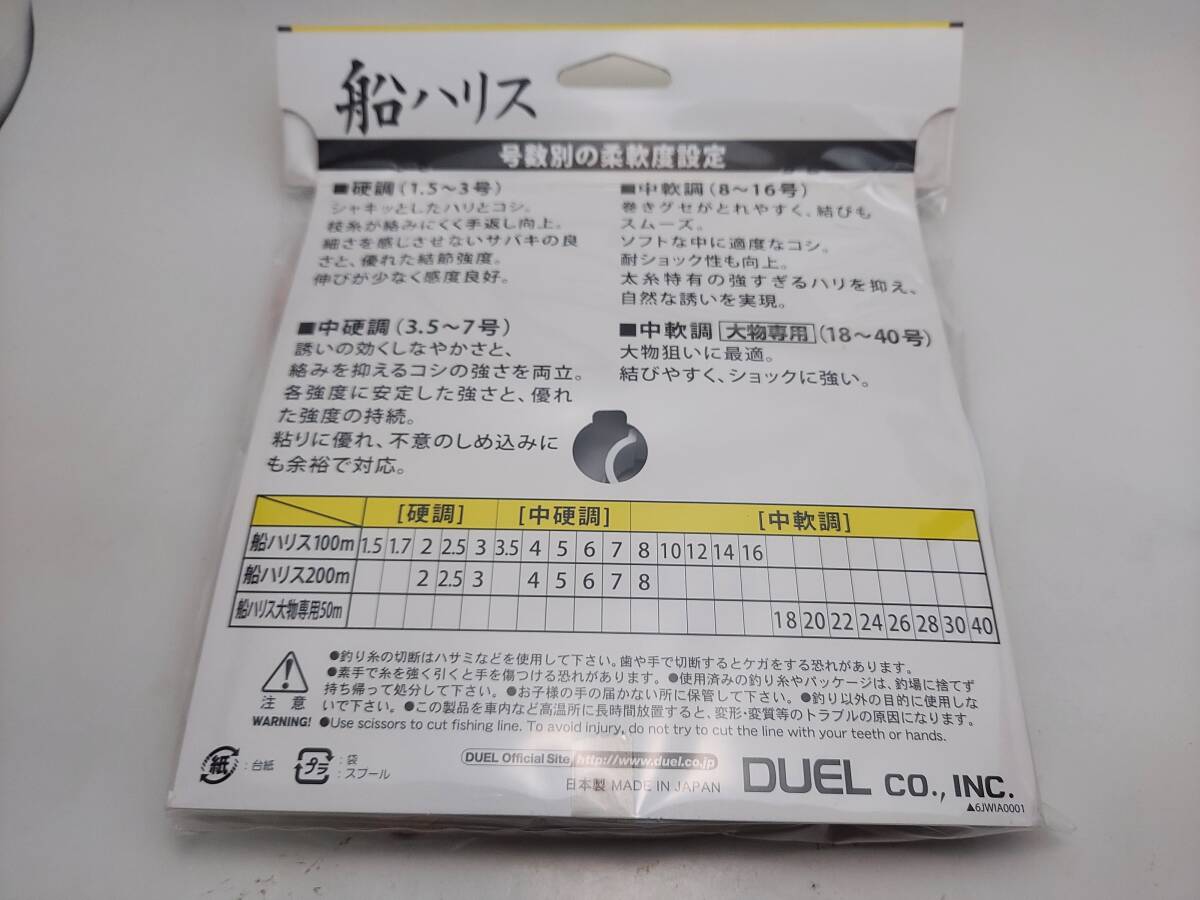 船ハリス
号数別の柔軟度設定
■硬調（1.5〜3号）
シャキッとしたハリとコシ。
枝糸が絡みにくく手返し向上。
細さを感じさせないサバキの良
さと、優れた結節強度。
伸びが少なく感度良好。
■中硬調（3.5〜7号）
誘いの効くしなやかさと、
絡みを抑えるコシの強さを両立。
各強度に安定した強さと、優れ
た強度の持続。
粘りに優れ、不意のしめ込みに
も余裕で対応。
■中軟調（8〜16号）
巻きグセがとれやすく、結びも
スムーズ。
ソフトな中に適度なコシ。
耐ショック性も向上。
太糸特有の強すぎるハリを抑え、
自然な誘いを実現。
■中軟調 大物専用（18〜40号）
大物狙いに最適。
結びやすく、ショックに強い。
[硬調] [中硬調] [中軟調]
船ハリス100m 1.5 1.7 2 2.5 3 3.5 4 5 6 7 8 10 12 14 16
船ハリス200m 2 2.5 3 4 5 6 7 8
船ハリス大物専用50m 18 20 22 24 26 28 30 40
注意
WARNING!
●釣り糸の切断はハサミなどを使用して下さい。歯や手で切断するとケガをする恐れがあります。
●素手で糸を強く引くと手を傷つける恐れがあります。●使用済みの釣り糸やパッケージは、釣場に捨てず
持ち帰って処分して下さい。●お子様の手の届かない所に保管して下さい。●釣り以外の目的に使用しな
いで下さい。●この製品を車内など高温所に長時間放置すると、変形・変質等のトラブルの原因になります。
●Use scissors to cut fishing line. To avoid injury, do not try to cut the line with your teeth or hands.
紙：台紙
プラ：袋
：スプール
DUEL Official Site http://www.duel.co.jp
日本製 MADE IN JAPAN
DUEL CO., INC.
▲6JWIA0001